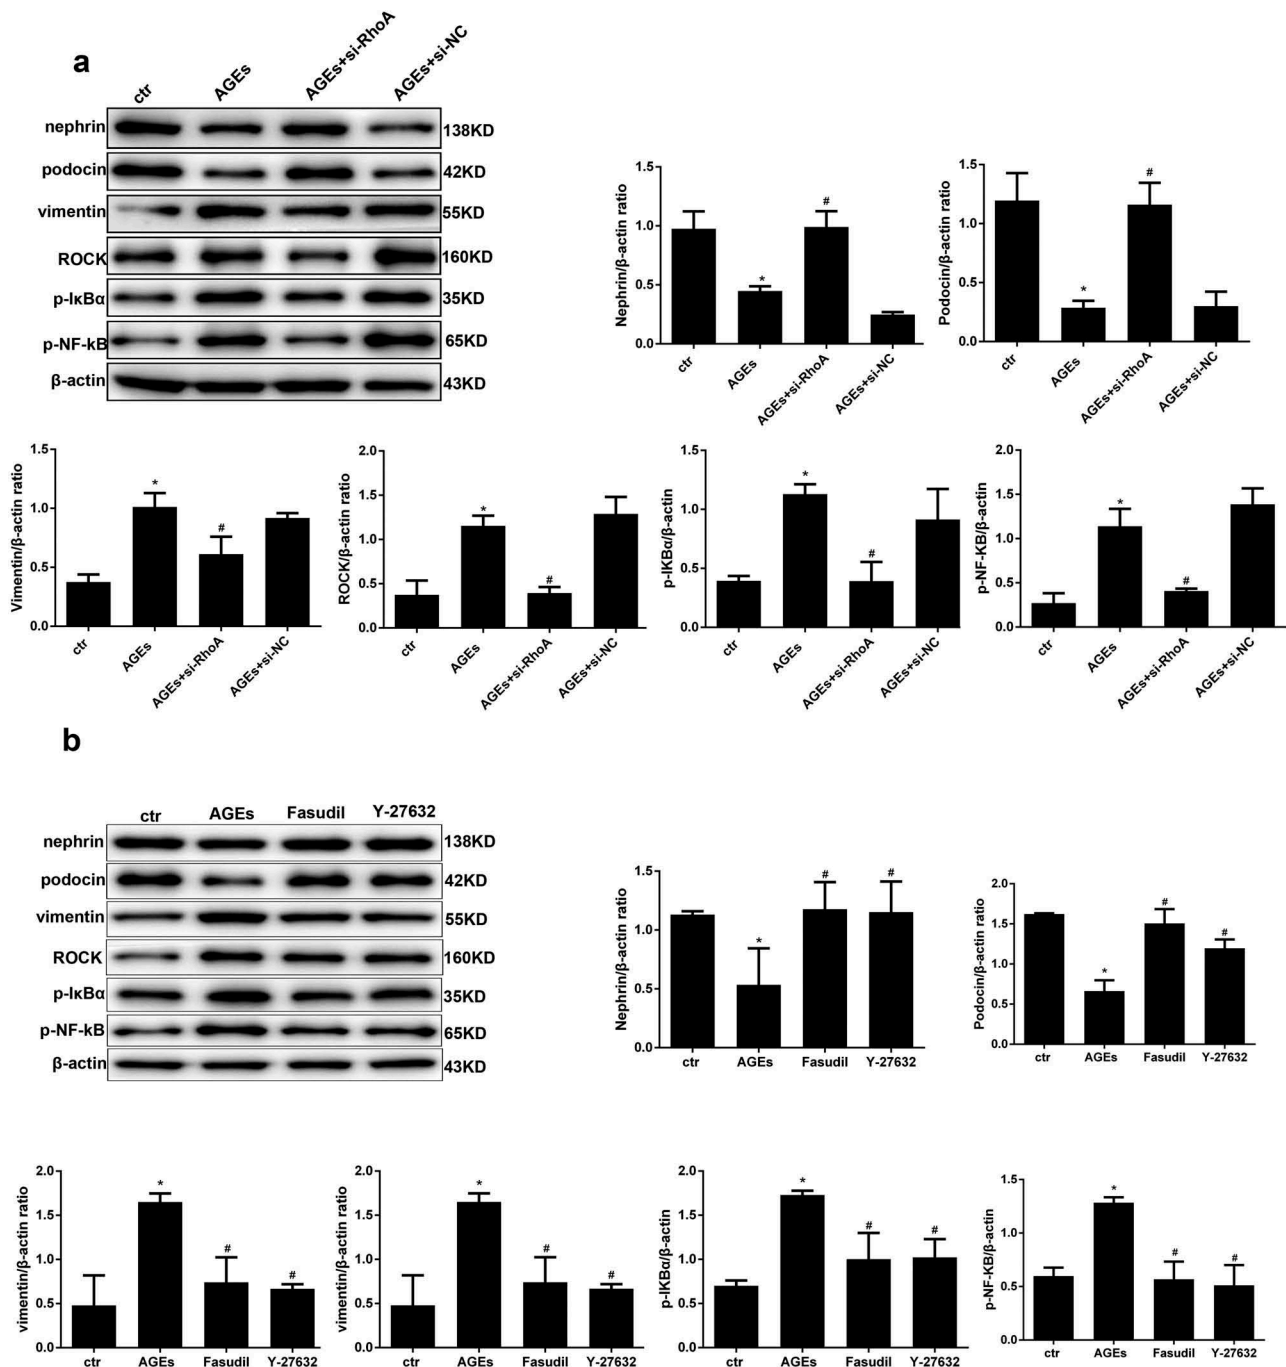 a
ctr AGEs AGEs+si-RhoA AGEs+si-NC
nephrin 138KD
podocin 42KD
vimentin 55KD
ROCK 160KD
p-IκBα 35KD
p-NF-kB 65KD
β-actin 43KD
Nephrin/β-actin ratio
1.5
1.0
0.5
0.0
* #
ctr AGEs AGEs+si-RhoA AGEs+si-NC
Podocin/β-actin ratio
1.5
1.0
0.5
0.0
* #
ctr AGEs AGEs+si-RhoA AGEs+si-NC
Vimentin/β-actin ratio
1.5
1.0
0.5
0.0
* #
ctr AGEs AGEs+si-RhoA AGEs+si-NC
ROCK/β-actin ratio
2.0
1.5
1.0
0.5
0.0
* #
ctr AGEs AGEs+si-RhoA AGEs+si-NC
p-IKBα/β-actin
1.5
1.0
0.5
0.0
* #
ctr AGEs AGEs+si-RhoA AGEs+si-NC
p-NF-KB/β-actin
2.0
1.5
1.0
0.5
0.0
* #
ctr AGEs AGEs+si-RhoA AGEs+si-NC
b
ctr AGEs Fasudil Y-27632
nephrin 138KD
podocin 42KD
vimentin 55KD
ROCK 160KD
p-IκBα 35KD
p-NF-kB 65KD
β-actin 43KD
Nephrin/β-actin ratio
1.5
1.0
0.5
0.0
* # #
ctr AGEs Fasudil Y-27632
Podocin/β-actin ratio
2.0
1.5
1.0
0.5
0.0
* # #
ctr AGEs Fasudil Y-27632
vimentin/β-actin ratio
2.0
1.5
1.0
0.5
0.0
* # #
ctr AGEs Fasudil Y-27632
vimentin/β-actin ratio
2.0
1.5
1.0
0.5
0.0
* # #
ctr AGEs Fasudil Y-27632
p-IKBα/β-actin
2.0
1.5
1.0
0.5
0.0
* # #
ctr AGEs Fasudil Y-27632
p-NF-KB/β-actin
1.5
1.0
0.5
0.0
* # #
ctr AGEs Fasudil Y-27632